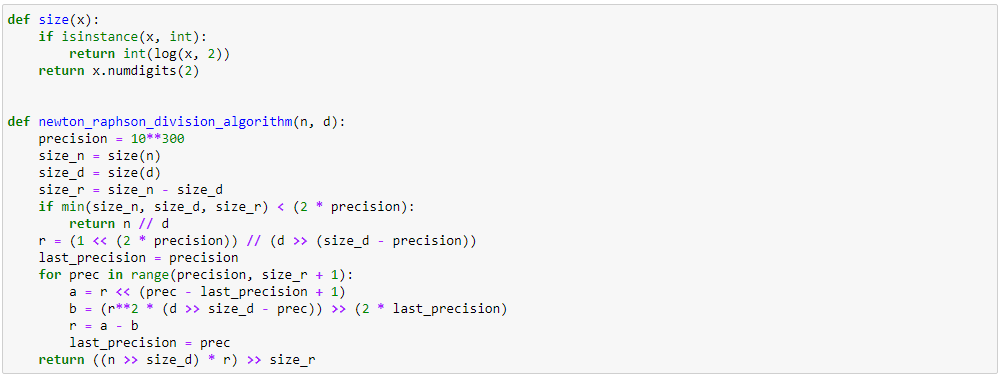 def size(x):
    if isinstance(x, int):
        return int(log(x, 2))
    return x.numdigits(2)


def newton_raphson_division_algorithm(n, d):
    precision = 10**300
    size_n = size(n)
    size_d = size(d)
    size_r = size_n - size_d
    if min(size_n, size_d, size_r) < (2 * precision):
        return n // d
    r = (1 << (2 * precision)) // (d >> (size_d - precision))
    last_precision = precision
    for prec in range(precision, size_r + 1):
        a = r << (prec - last_precision + 1)
        b = (r**2 * (d >> size_d - prec)) >> (2 * last_precision)
        r = a - b
        last_precision = prec
    return ((n >> size_d) * r) >> size_r